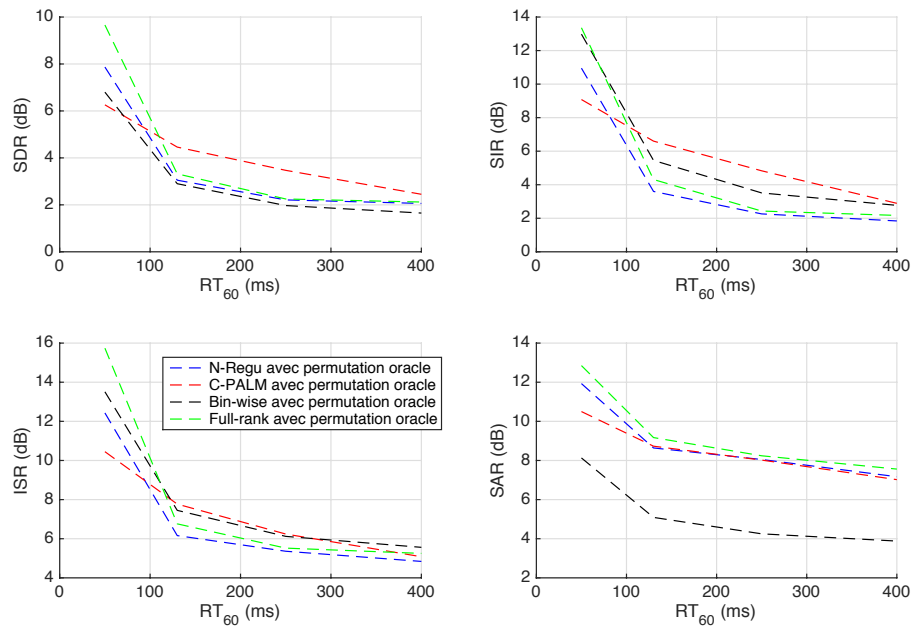 10
8
6
4
2
0
SDR (dB)
0 100 200 300 400
RT60 (ms)
14
12
10
8
6
4
2
0
SIR (dB)
0 100 200 300 400
RT60 (ms)
16
14
12
10
8
6
4
ISR (dB)
N-Regu avec permutation oracle
C-PALM avec permutation oracle
Bin-wise avec permutation oracle
Full-rank avec permutation oracle
0 100 200 300 400
RT60 (ms)
14
12
10
8
6
4
2
SAR (dB)
0 100 200 300 400
RT60 (ms)